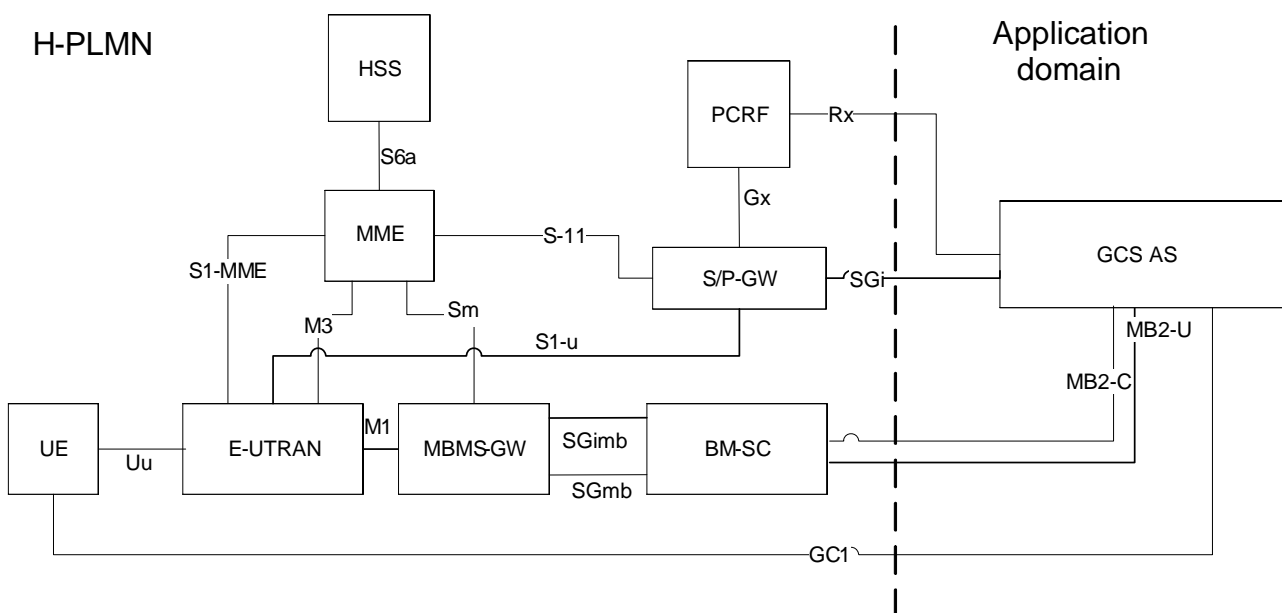 H-PLMN
Application
domain
HSS
PCRF
Rx
S6a
Gx
MME
S-11
GCS AS
S1-MME
S/P-GW
SGi
M3
Sm
S1-u
MB2-U
MB2-C
UE
Uu
E-UTRAN
M1
MBMS-GW
SGimb
SGmb
BM-SC
GC1